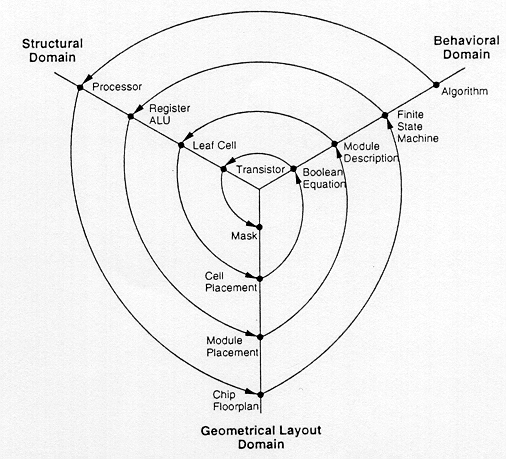 Structural
Domain
Behavioral
Domain
Processor
Algorithm
Register
ALU
Finite
State
Machine
Leaf Cell
Module
Description
Transistor
Boolean
Equation
Mask
Cell
Placement
Module
Placement
Chip
Floorplan
Geometrical Layout
Domain